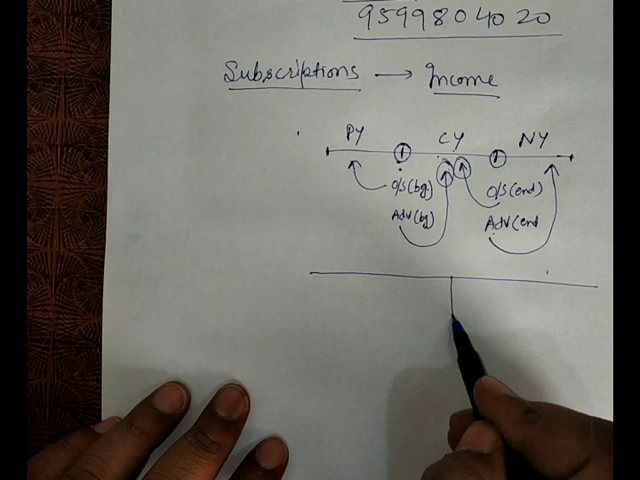 9599804020
Subscriptions → Income
PY CY NY
O/S(bg) O/S(end)
Adv(bg) Adv(end